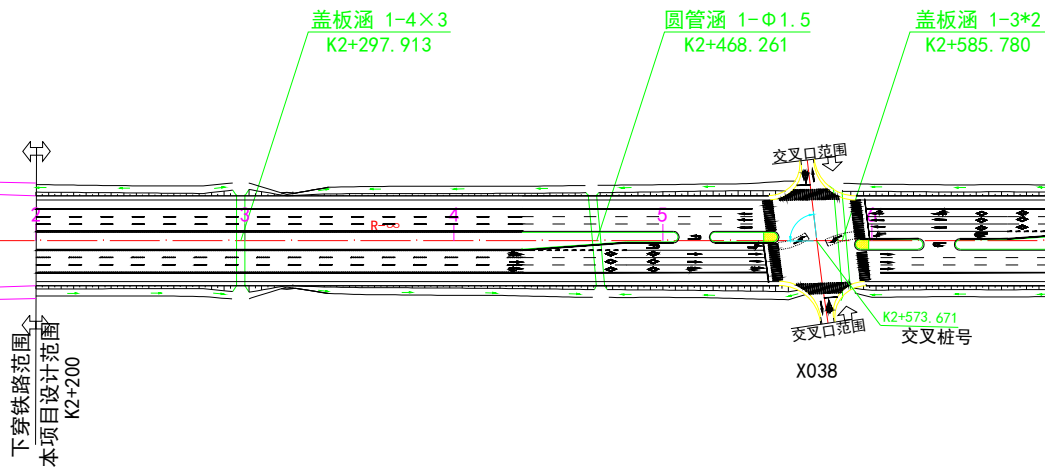 盖板涵 1-4×3
K2+297.913
圆管涵 1-Φ1.5
K2+468.261
盖板涵 1-3*2
K2+585.780
交叉口范围
2
3
4
5
6
R-∞
K2+573.671
交叉桩号
交叉口范围
X038
下穿铁路范围
本项目设计范围
K2+200